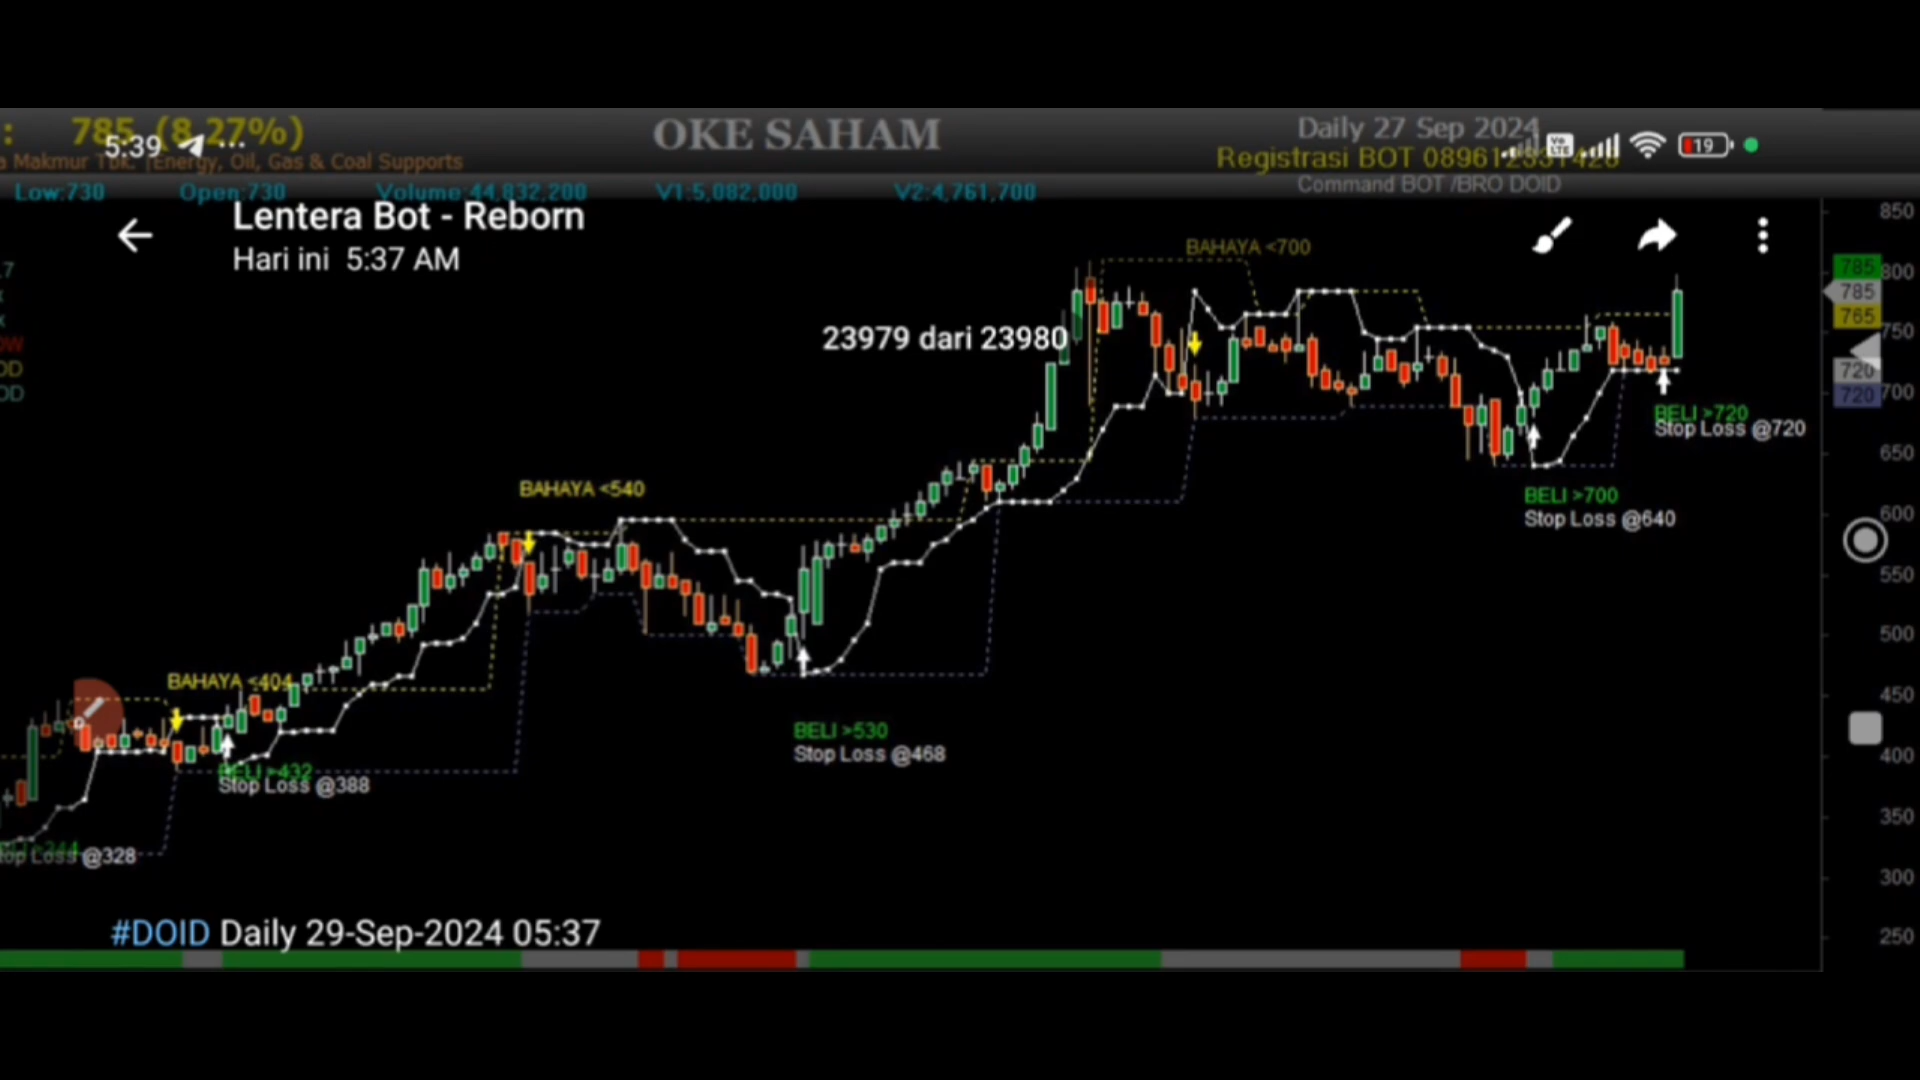 : 785 (8.27%)
5:39
OKE SAHAM
Daily 27 Sep 2024
19
a Makmur Tbk. |Energy, Oil, Gas & Coal Supports
Registrasi BOT
Command BOT /BRO DOID
Low:730 Open:730 Volume:44,832,200 V1:5,082,000 V2:4,761,700
Lentera Bot - Reborn
Hari ini 5:37 AM
23979 dari 23980
BAHAYA <700
BAHAYA <540
BAHAYA <404
BELI >720
Stop Loss @720
BELI >700
Stop Loss @640
BELI >530
Stop Loss @468
BELI >432
Stop Loss @388
Loss @328
850
785
800
785
765
750
720
700
720
650
600
550
500
450
400
350
300
250
#DOID Daily 29-Sep-2024 05:37